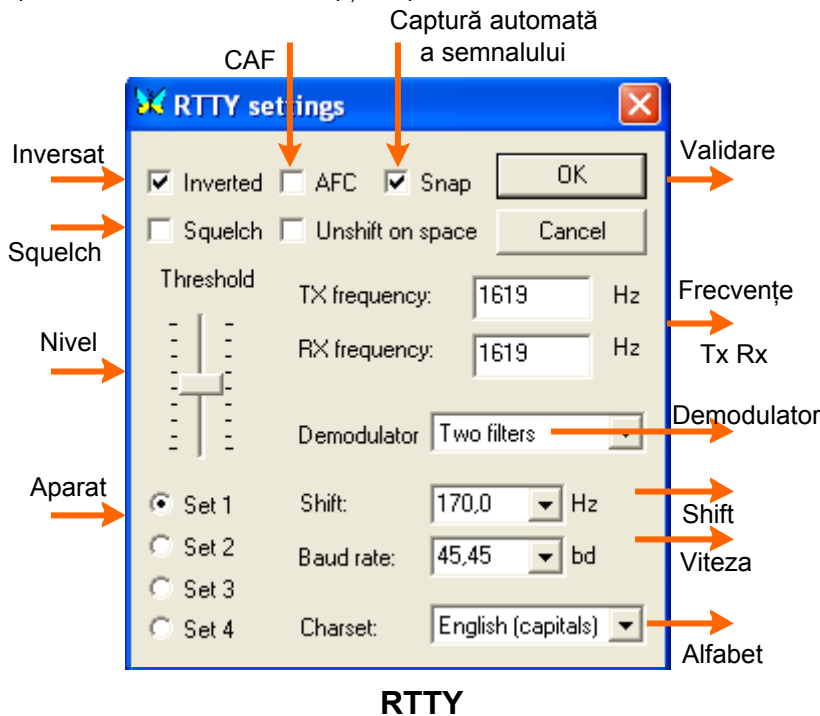 Captură automată
a semnalului
CAF
RTTY settings
Inversat
Inverted
AFC
Snap
OK
Validare
Squelch
Squelch
Unshift on space
Cancel
Threshold
TX frequency:
1619
Hz
Frecvențe
Nivel
RX frequency:
1619
Hz
Tx Rx
Demodulator
Two filters
Demodulator
Aparat
Set 1
Shift:
170,0
Hz
Shift
Set 2
Baud rate:
45,45
bd
Viteza
Set 3
Set 4
Charset:
English (capitals)
Alfabet
RTTY